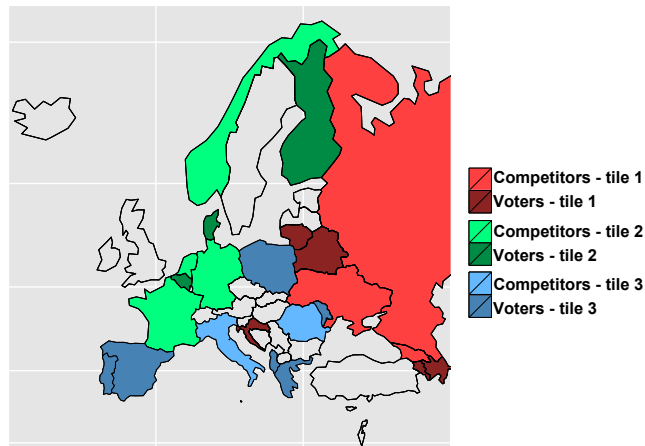 Competitors - tile 1
Voters - tile 1
Competitors - tile 2
Voters - tile 2
Competitors - tile 3
Voters - tile 3